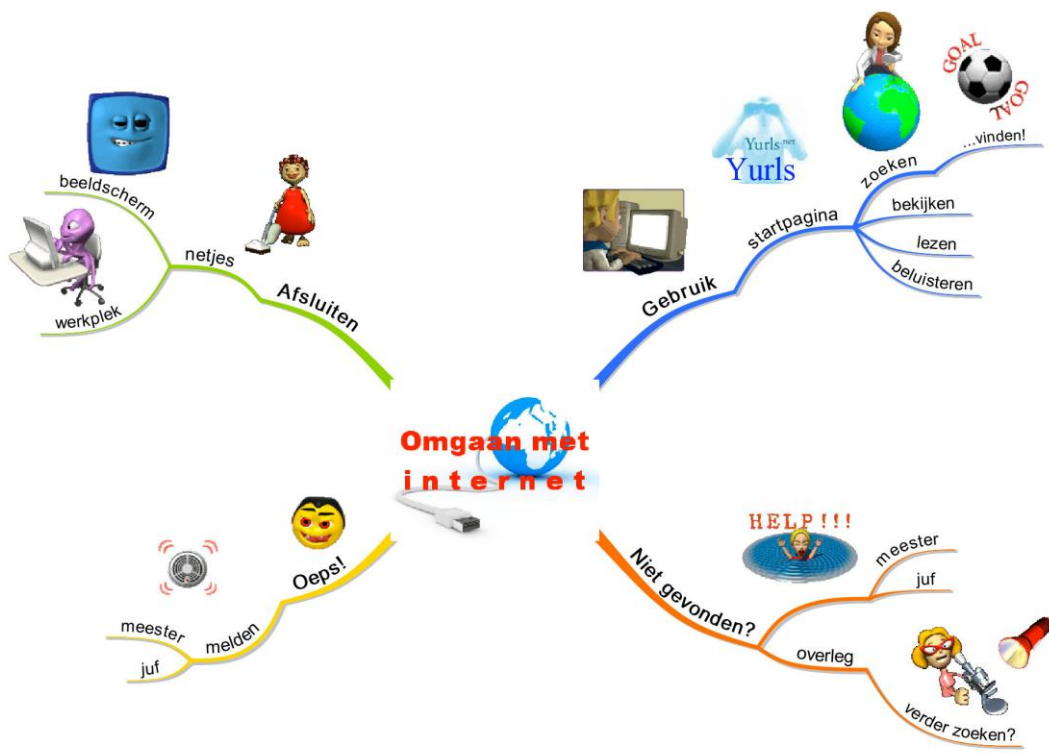 Omgaan met
internet
Gebruik
startpagina
zoeken
...vinden!
bekijken
lezen
beluisteren
Yurls.net
Yurls
GOAL
GOAL
Niet gevonden?
HELP!!!
meester
juf
overleg
verder zoeken?
Oeps!
melden
meester
juf
Afsluiten
netjes
beeldscherm
werkplek